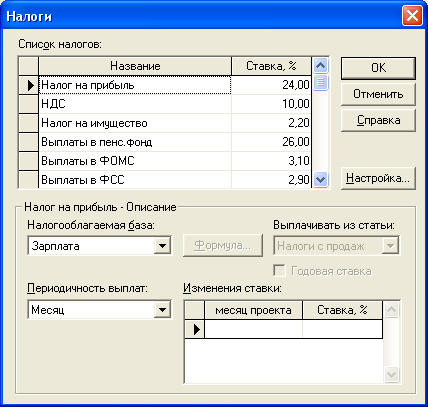 Налоги
Список налогов:
Название Ставка, %
Налог на прибыль 24,00
НДС 10,00
Налог на имущество 2,20
Выплаты в пенс.фонд 26,00
Выплаты в ФОМС 3,10
Выплаты в ФСС 2,90
OK
Отменить
Справка
Настройка...
Налог на прибыль - Описание
Налогооблагаемая база:
Зарплата
Формула...
Выплачивать из статьи:
Налоги с продаж
Годовая ставка
Периодичность выплат:
Месяц
Изменения ставки:
месяц проекта Ставка, %